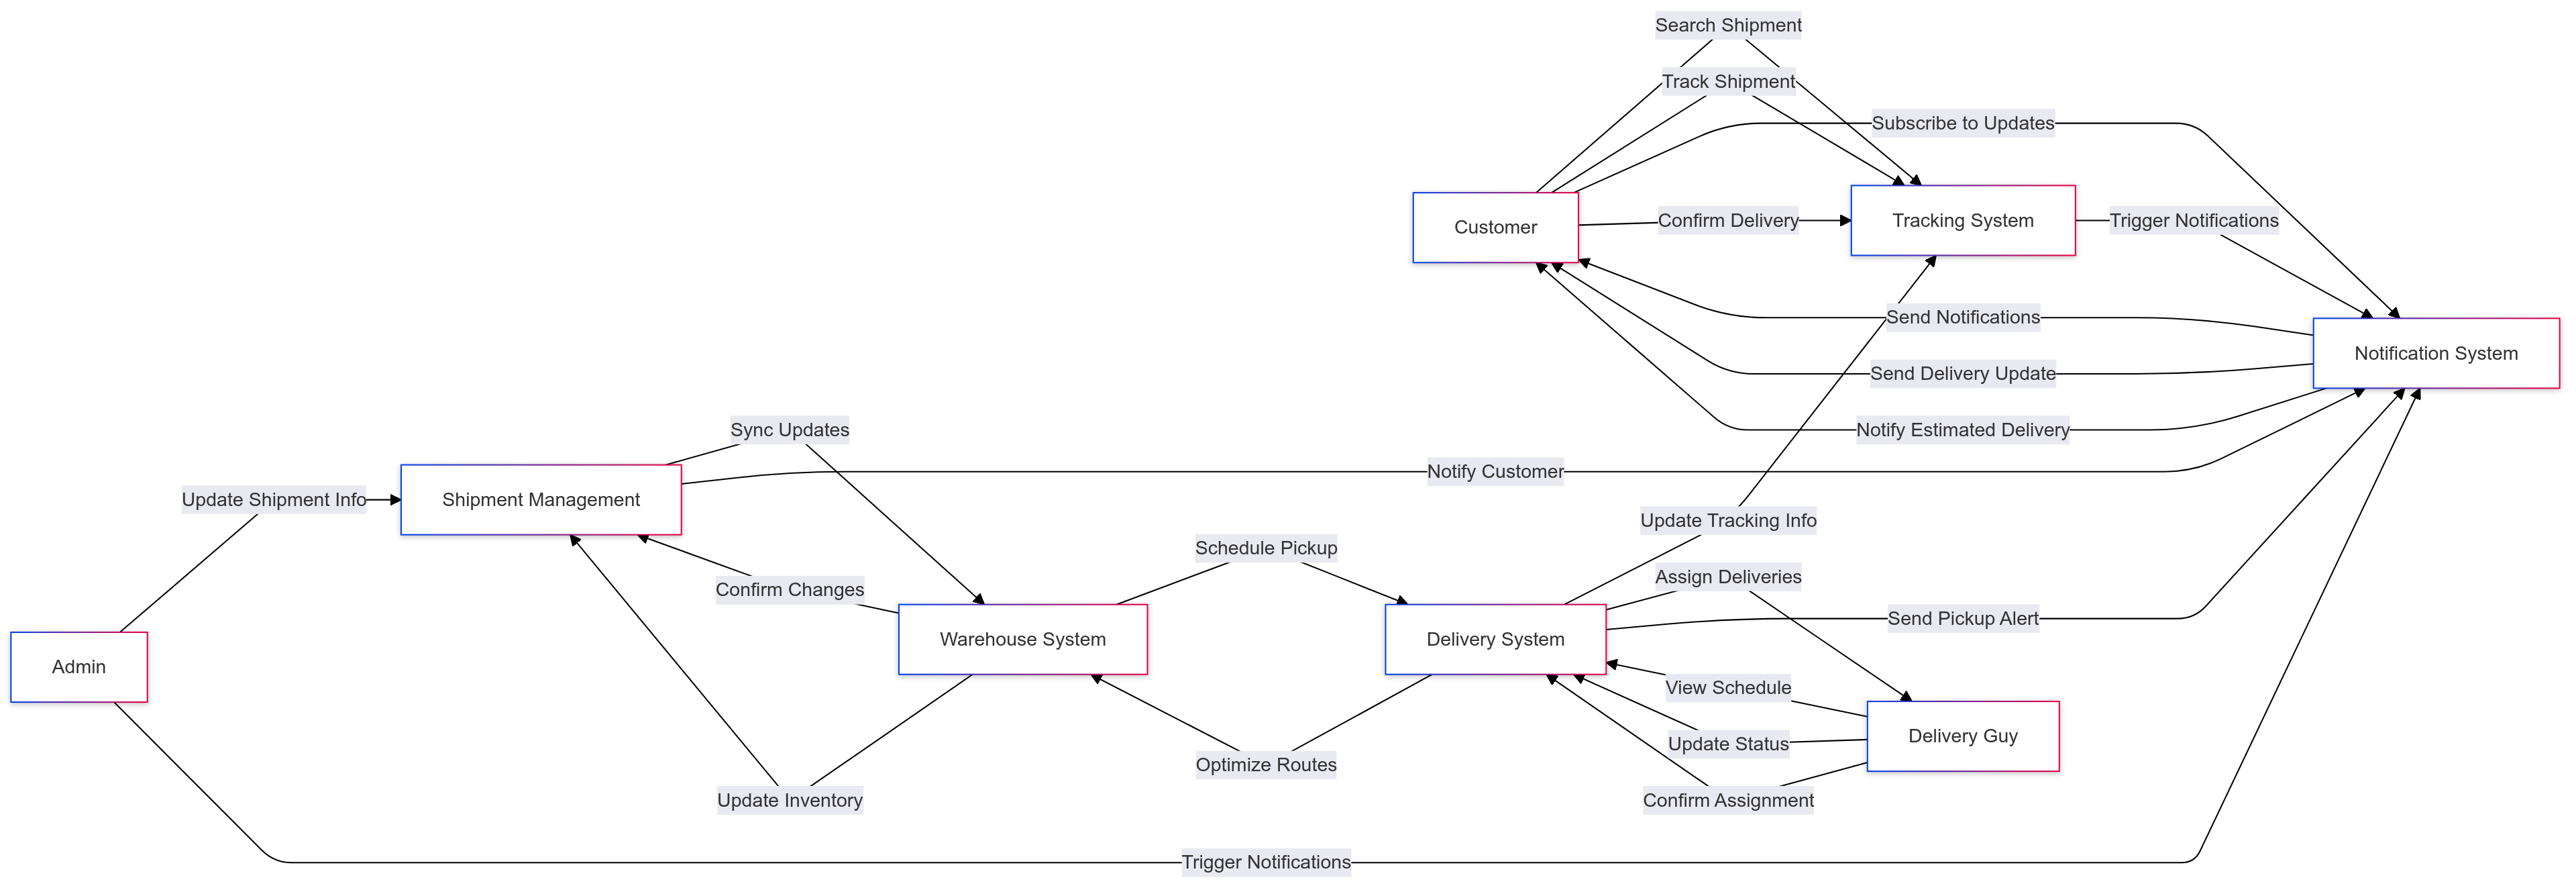 Search Shipment
Track Shipment
Subscribe to Updates
Customer
Confirm Delivery
Tracking System
Trigger Notifications
Send Notifications
Notification System
Send Delivery Update
Notify Estimated Delivery
Sync Updates
Notify Customer
Update Shipment Info
Shipment Management
Update Tracking Info
Schedule Pickup
Assign Deliveries
Confirm Changes
Send Pickup Alert
Warehouse System
Delivery System
Admin
View Schedule
Delivery Guy
Update Status
Optimize Routes
Update Inventory
Confirm Assignment
Trigger Notifications